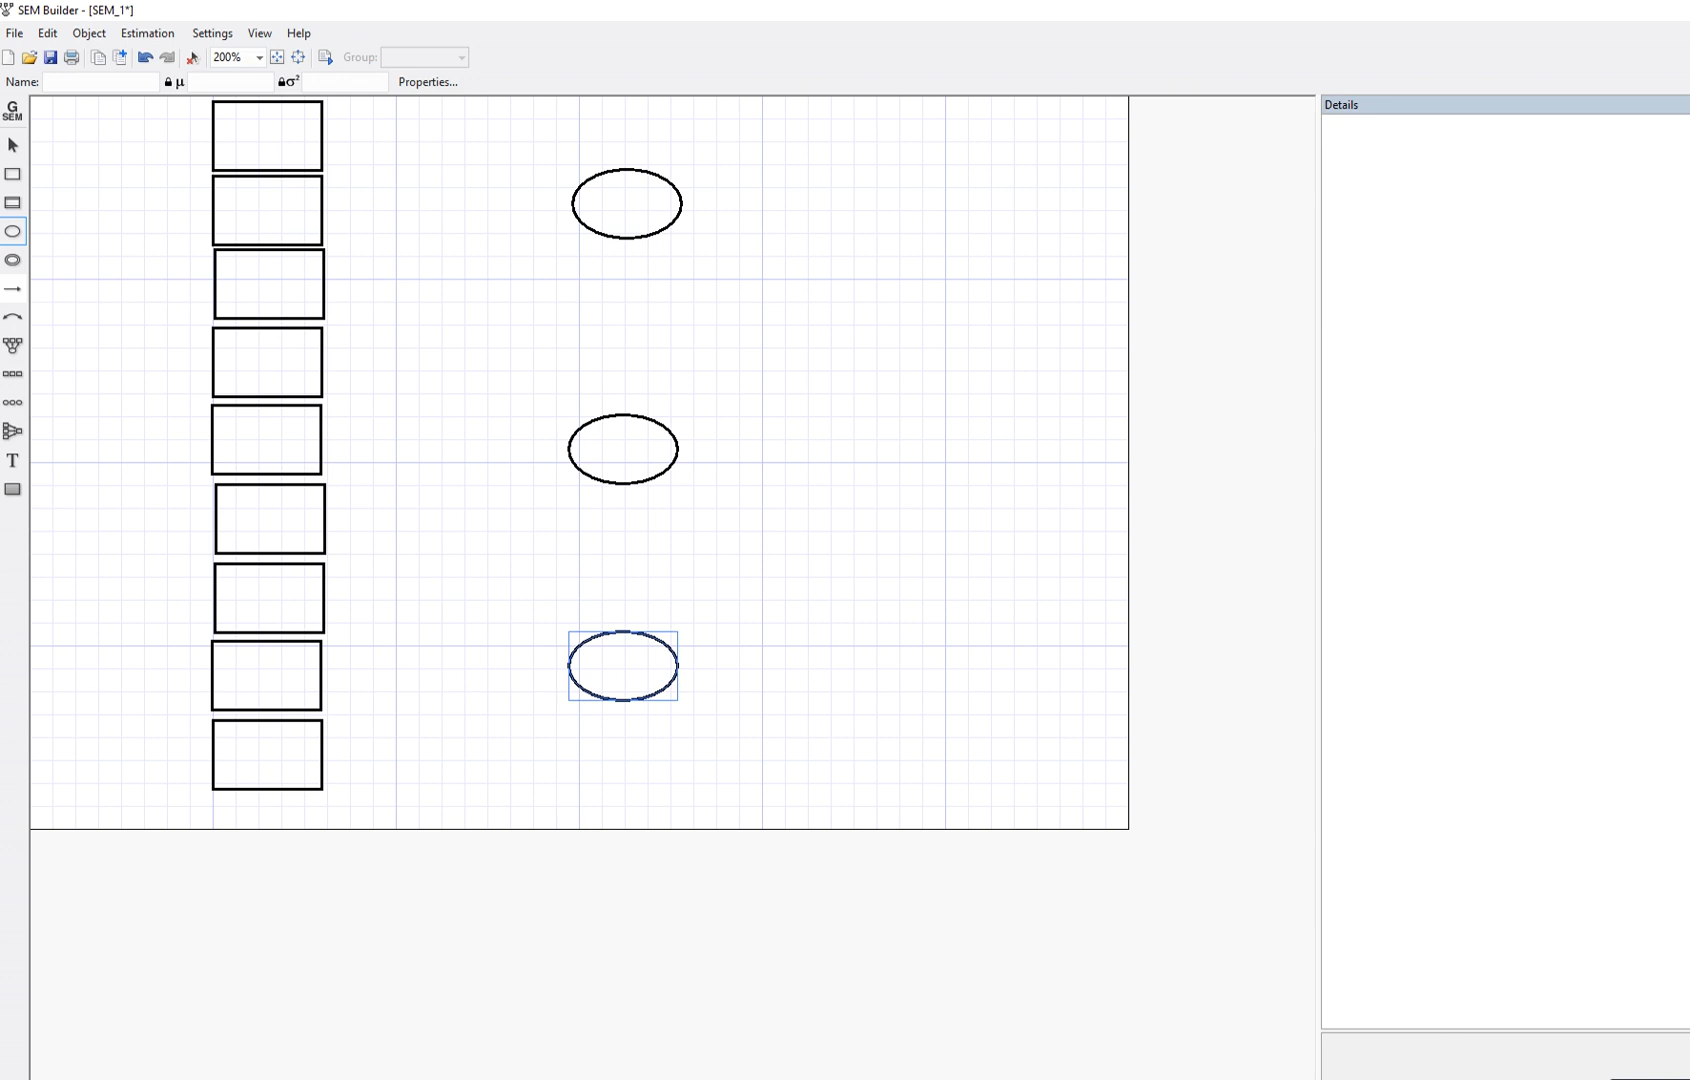 SEM Builder - [SEM_1*]
File Edit Object Estimation Settings View Help
200% Group:
Name: μ σ² Properties...
G
SEM
Details
T